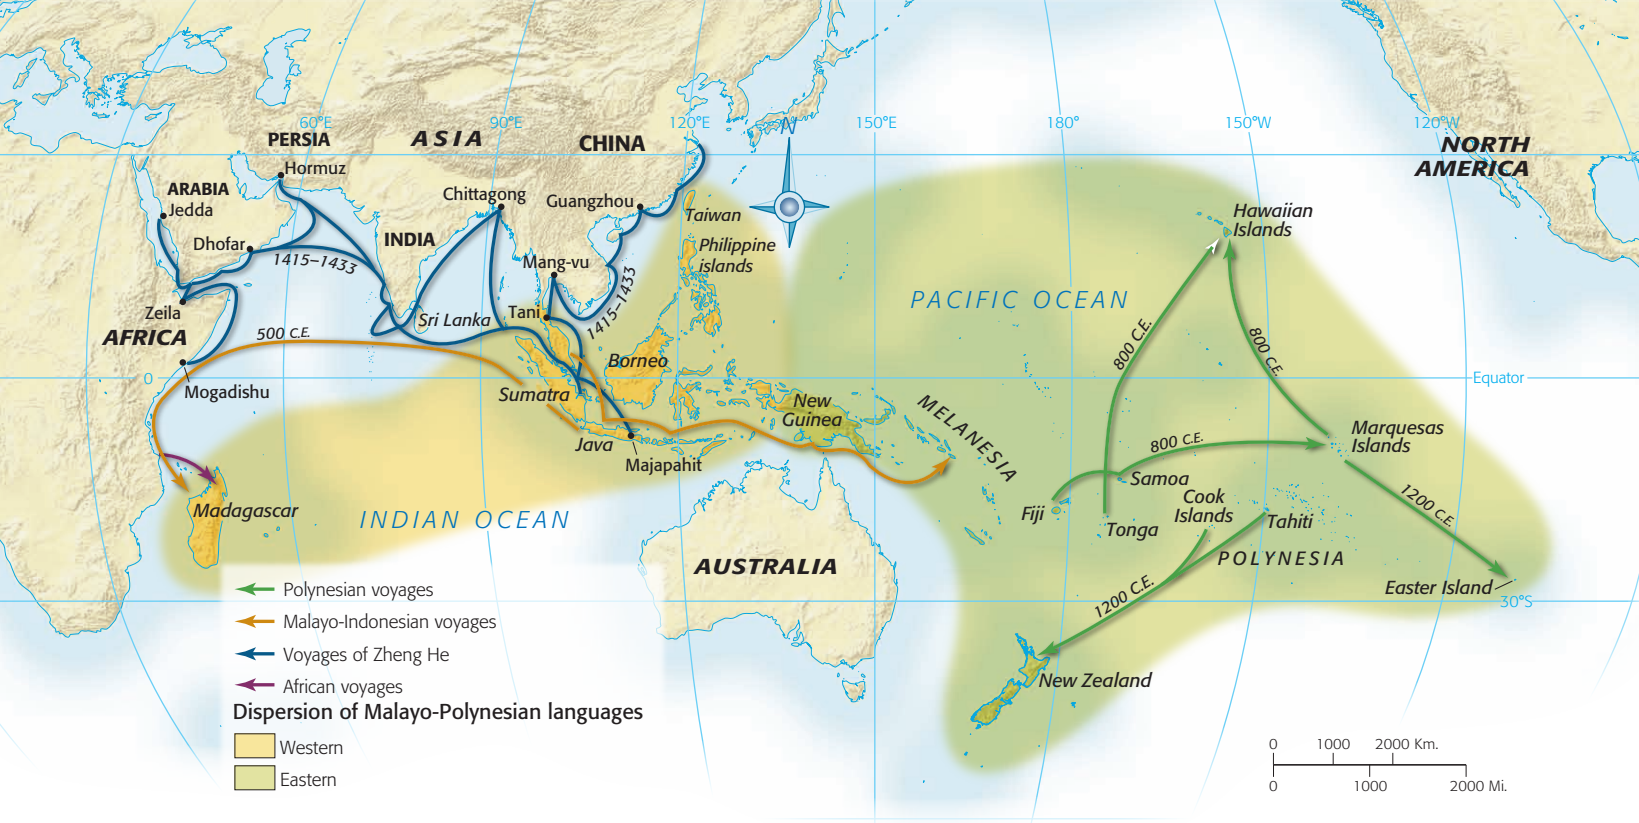 60°E
90°E
120°E
150°E
180°
150°W
120°W
N
PERSIA
ASIA
CHINA
NORTH
AMERICA
Hormuz
ARABIA
Jedda
Chittagong
Guangzhou
Taiwan
Hawaiian
Islands
Dhofar
INDIA
1415–1433
Philippine
islands
Mang-vu
1415–1433
PACIFIC OCEAN
Zeila
AFRICA
500 C.E.
Sri Lanka
Tani
Borneo
800 C.E.
800 C.E.
0
Equator
Mogadishu
Sumatra
New
Guinea
MELANESIA
Java
Majapahit
800 C.E.
Marquesas
Islands
Samoa
1200 C.E.
Madagascar
INDIAN OCEAN
Fiji
Tonga
Cook
Islands
Tahiti
POLYNESIA
AUSTRALIA
1200 C.E.
Easter Island
30°S
New Zealand
Polynesian voyages
Malayo-Indonesian voyages
Voyages of Zheng He
African voyages
Dispersion of Malayo-Polynesian languages
Western
Eastern
0 1000 2000 Km.
0 1000 2000 Mi.